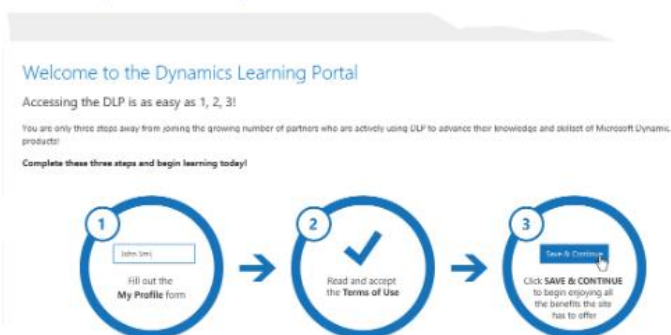 Welcome to the Dynamics Learning Portal
Accessing the DLP is as easy as 1, 2, 3!
You are only three steps away from joining the growing number of partners who are actively using DLP to advance their knowledge and skillset of Microsoft Dynamic
products!
Complete these three steps and begin learning today!
1
John Smi
Fill out the
My Profile form
2
Read and accept
the Terms of Use
3
Save & Continue
Click SAVE & CONTINUE
to begin enjoying all
the benefits the site
has to offer